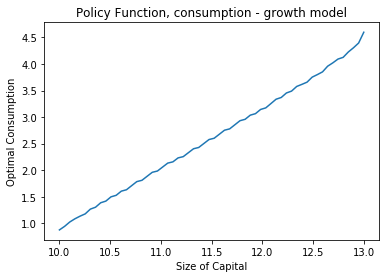 Policy Function, consumption - growth model
Optimal Consumption
4.5
4.0
3.5
3.0
2.5
2.0
1.5
1.0
10.0 10.5 11.0 11.5 12.0 12.5 13.0
Size of Capital